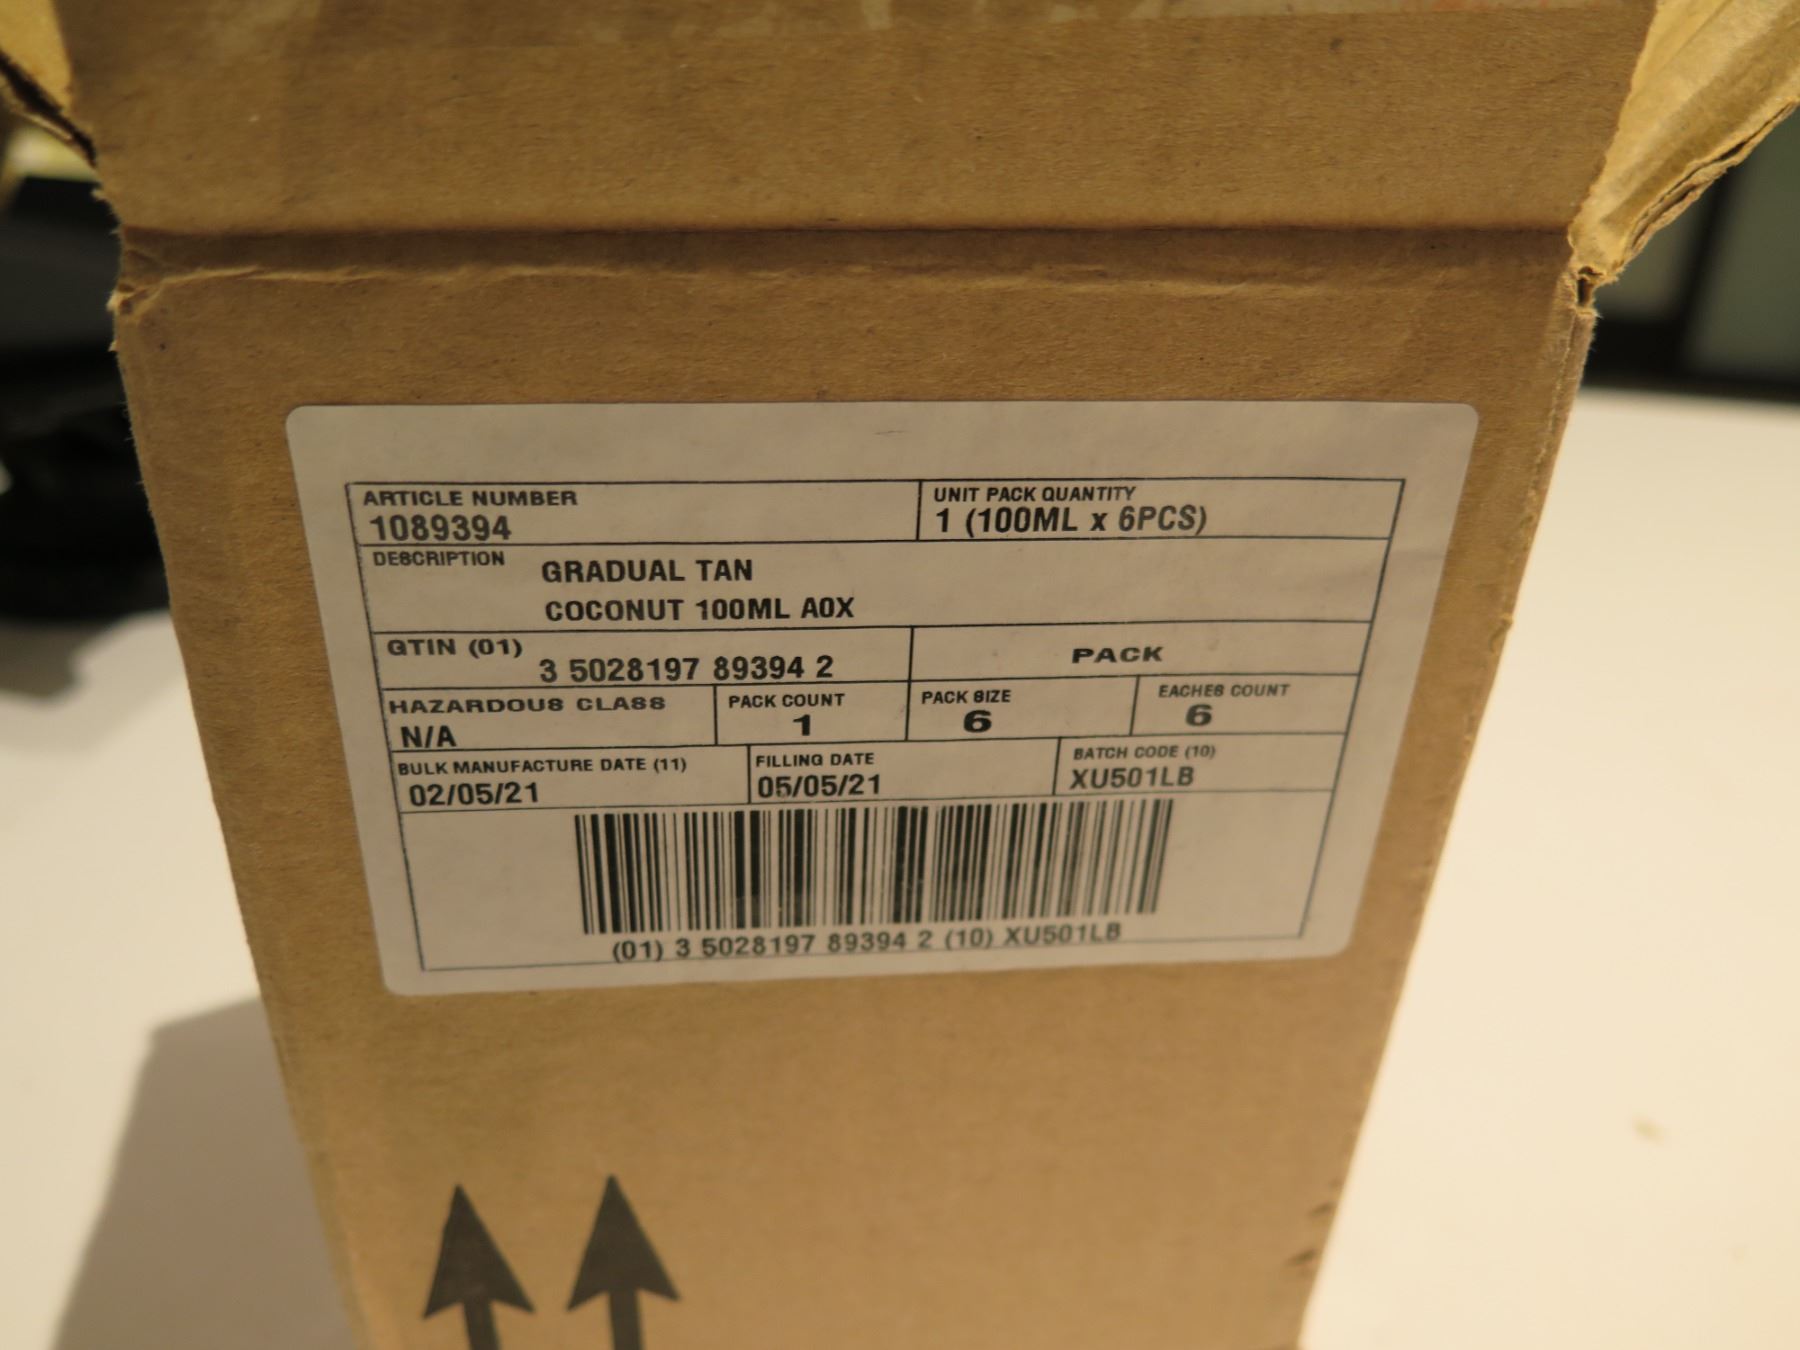 ARTICLE NUMBER
1089394
UNIT PACK QUANTITY
1 (100ML x 6PCS)
DESCRIPTION
GRADUAL TAN
COCONUT 100ML A0X
GTIN (01)
3 5028197 89394 2
PACK
HAZARDOUS CLASS
N/A
PACK COUNT
1
PACK SIZE
6
EACHES COUNT
6
BULK MANUFACTURE DATE (11)
02/05/21
FILLING DATE
05/05/21
BATCH CODE (10)
XU501LB
(01) 3 5028197 89394 2 (10) XU501LB